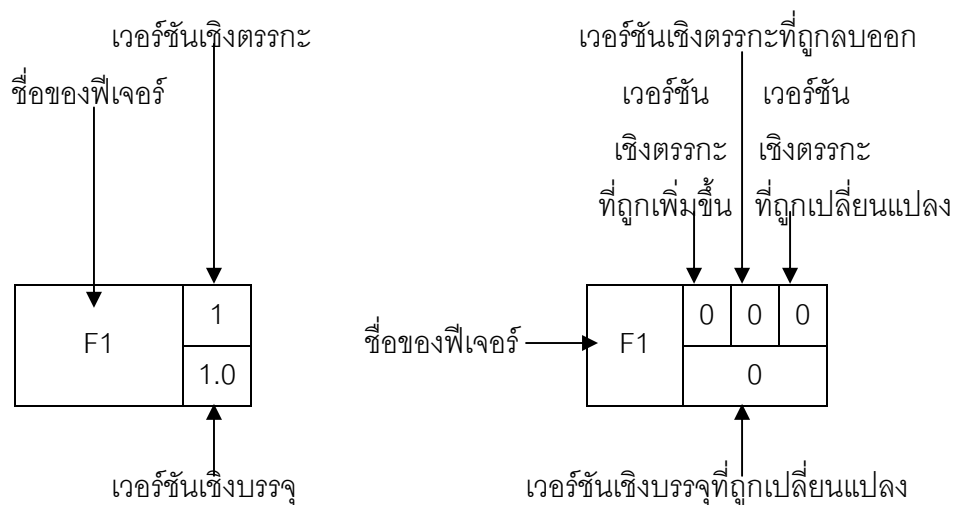 เวอร์ชันเชิงตรรกะ
ชื่อของฟีเจอร์
F1
1
1.0
เวอร์ชันเชิงบรรจุ
เวอร์ชันเชิงตรรกะที่ถูกลบออก
เวอร์ชัน
เชิงตรรกะ
ที่ถูกเพิ่มขึ้น
เวอร์ชัน
เชิงตรรกะ
ที่ถูกเปลี่ยนแปลง
ชื่อของฟีเจอร์
F1
0 0 0
0
เวอร์ชันเชิงบรรจุที่ถูกเปลี่ยนแปลง